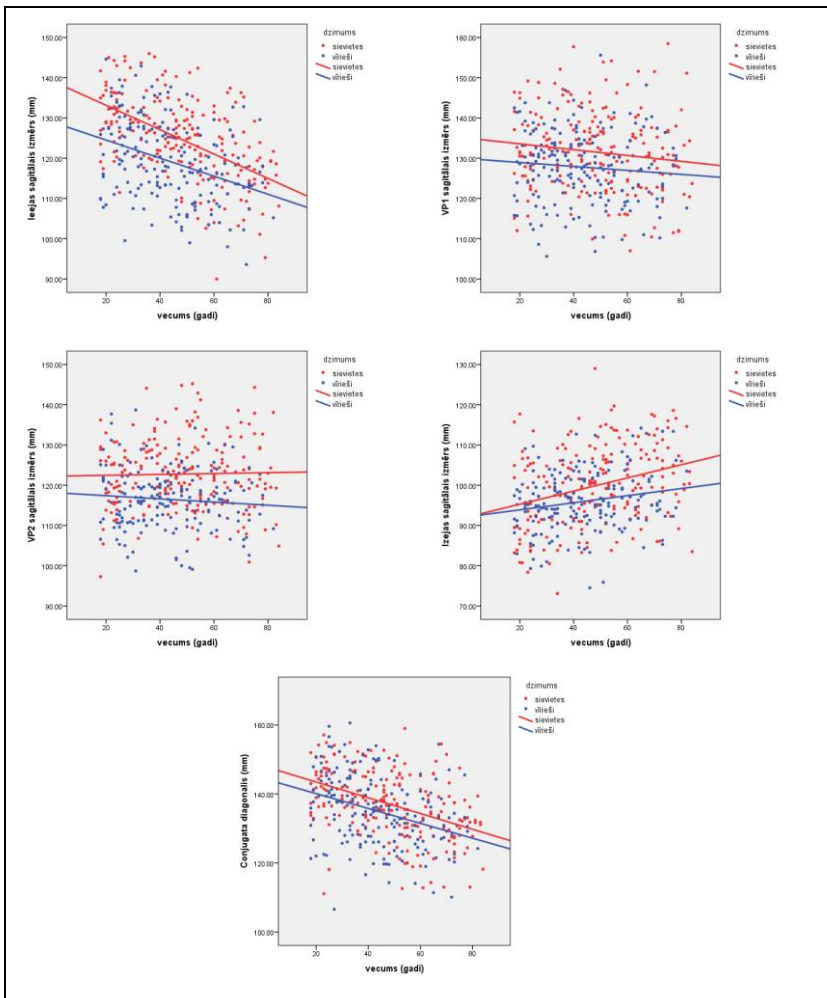 dzimums
sievietes
vīrieši
sievietes
vīrieši
Ieejas sagitālais izmērs (mm)
150.00
140.00
130.00
120.00
110.00
100.00
90.00
20
40
60
80
vecums (gadi)
dzimums
sievietes
vīrieši
sievietes
vīrieši
VP1 sagitālais izmērs (mm)
160.00
150.00
140.00
130.00
120.00
110.00
100.00
20
40
60
80
vecums (gadi)
dzimums
sievietes
vīrieši
sievietes
vīrieši
VP2 sagitālais izmērs (mm)
150.00
140.00
130.00
120.00
110.00
100.00
90.00
20
40
60
80
vecums (gadi)
dzimums
sievietes
vīrieši
sievietes
vīrieši
Izejas sagitālais izmērs (mm)
130.00
120.00
110.00
100.00
90.00
80.00
70.00
20
40
60
80
vecums (gadi)
dzimums
sievietes
vīrieši
sievietes
vīrieši
Conjugata diagonalis (mm)
160.00
140.00
120.00
100.00
20
40
60
80
vecums (gadi)